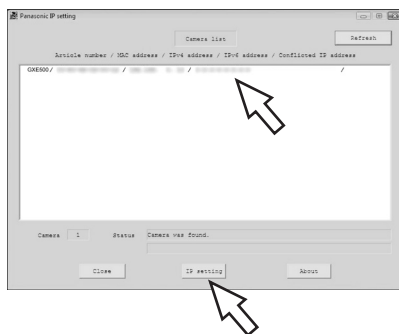 Panasonic IP setting
Camera list
Refresh
Article number / MAC address / IPv4 address / IPv6 address / Conflicted IP address
GXE500 / / / /
Camera 1 Status Camera was found.
Close IP setting About